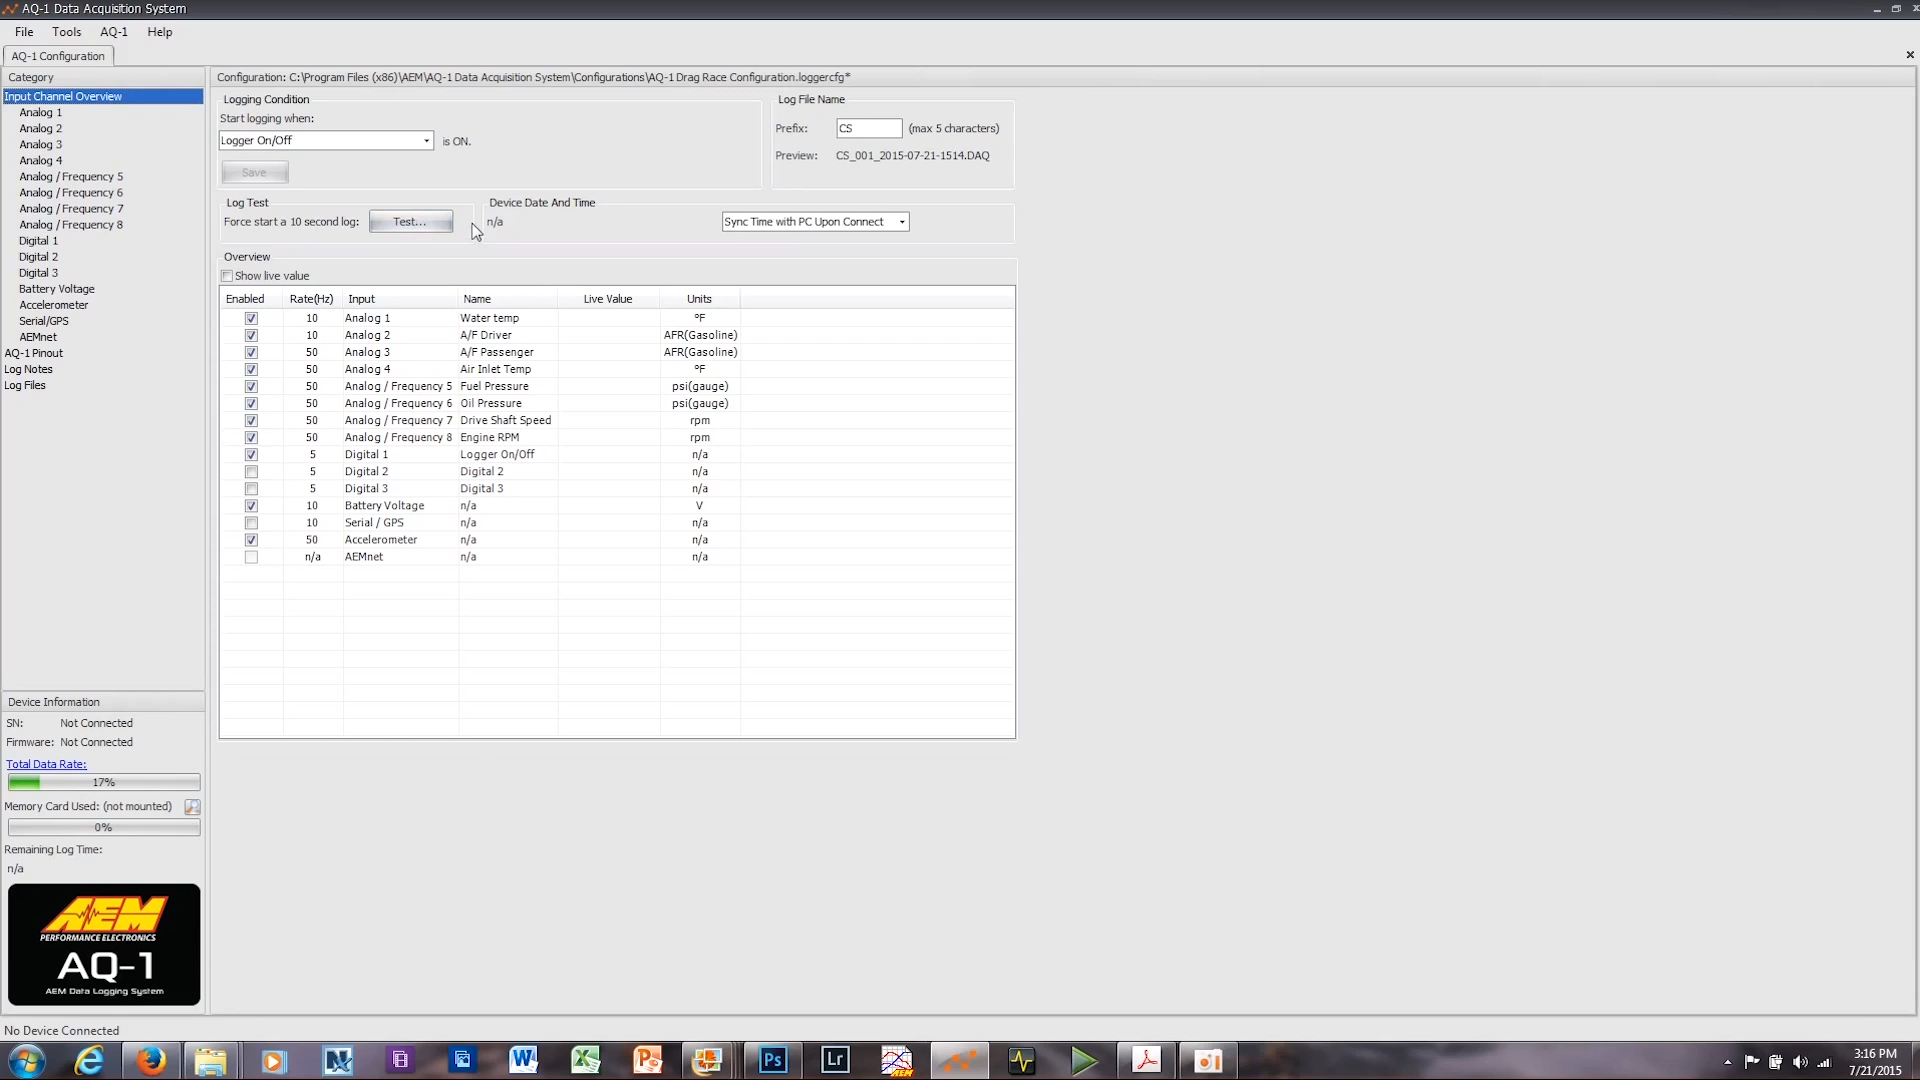 AQ-1 Data Acquisition System
File Tools AQ-1 Help
AQ-1 Configuration
Category
Input Channel Overview
Analog 1
Analog 2
Analog 3
Analog 4
Analog / Frequency 5
Analog / Frequency 6
Analog / Frequency 7
Analog / Frequency 8
Digital 1
Digital 2
Digital 3
Battery Voltage
Accelerometer
Serial/GPS
AEMnet
AQ-1 Pinout
Log Notes
Log Files
Device Information
SN: Not Connected
Firmware: Not Connected
Total Data Rate:
17%
Memory Card Used: (not mounted)
0%
Remaining Log Time:
n/a
AEM
PERFORMANCE ELECTRONICS
AQ-1
AEM Data Logging System
Configuration: C:\Program Files (x86)\AEM\AQ-1 Data Acquisition System\Configurations\AQ-1 Drag Race Configuration.loggercfg*
Logging Condition
Start logging when:
Logger On/Off is ON.
Save
Log File Name
Prefix: CS (max 5 characters)
Preview: CS_001_2015-07-21-1514.DAQ
Log Test
Force start a 10 second log: Test...
Device Date And Time
n/a Sync Time with PC Upon Connect
Overview
Show live value
Enabled Rate(Hz) Input Name Live Value Units
10 Analog 1 Water temp ºF
10 Analog 2 A/F Driver AFR(Gasoline)
50 Analog 3 A/F Passenger AFR(Gasoline)
50 Analog 4 Air Inlet Temp ºF
50 Analog / Frequency 5 Fuel Pressure psi(gauge)
50 Analog / Frequency 6 Oil Pressure psi(gauge)
50 Analog / Frequency 7 Drive Shaft Speed rpm
50 Analog / Frequency 8 Engine RPM rpm
5 Digital 1 Logger On/Off n/a
5 Digital 2 Digital 2 n/a
5 Digital 3 Digital 3 n/a
10 Battery Voltage n/a V
10 Serial / GPS n/a n/a
50 Accelerometer n/a n/a
n/a AEMnet n/a n/a
No Device Connected
Ps
Lr
AEM
3:16 PM
7/21/2015